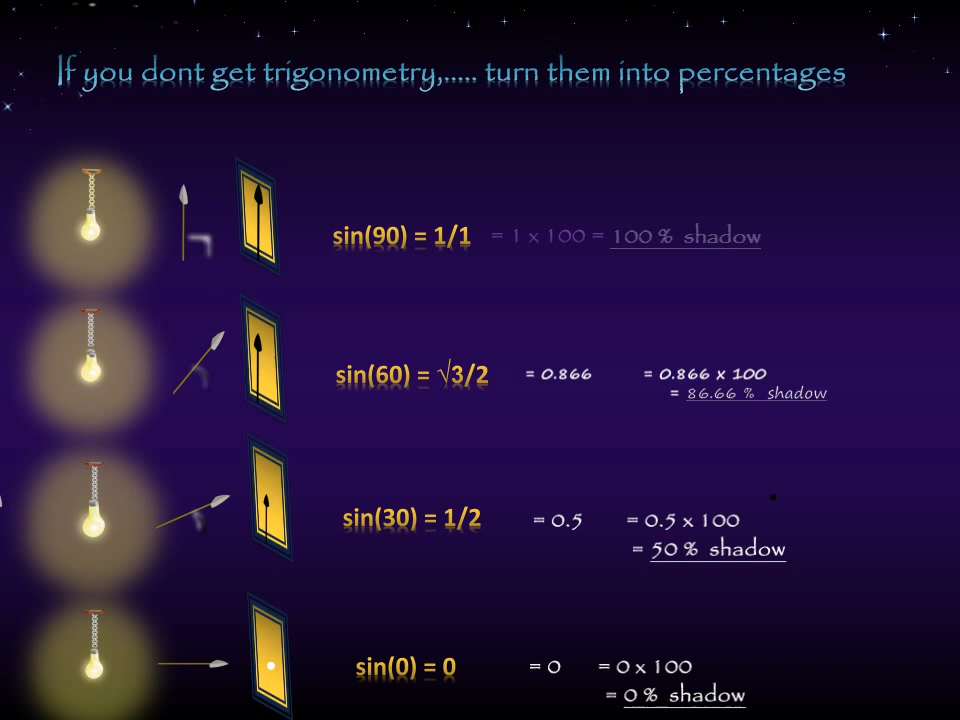 If you dont get trigonometry,..... turn them into percentages
sin(90) = 1/1 = 1 x 100 = 100 % shadow
sin(60) = √3/2 = 0.866 = 0.866 x 100
= 86.66 % shadow
sin(30) = 1/2 = 0.5 = 0.5 x 100
= 50 % shadow
sin(0) = 0 = 0 = 0 x 100
= 0 % shadow